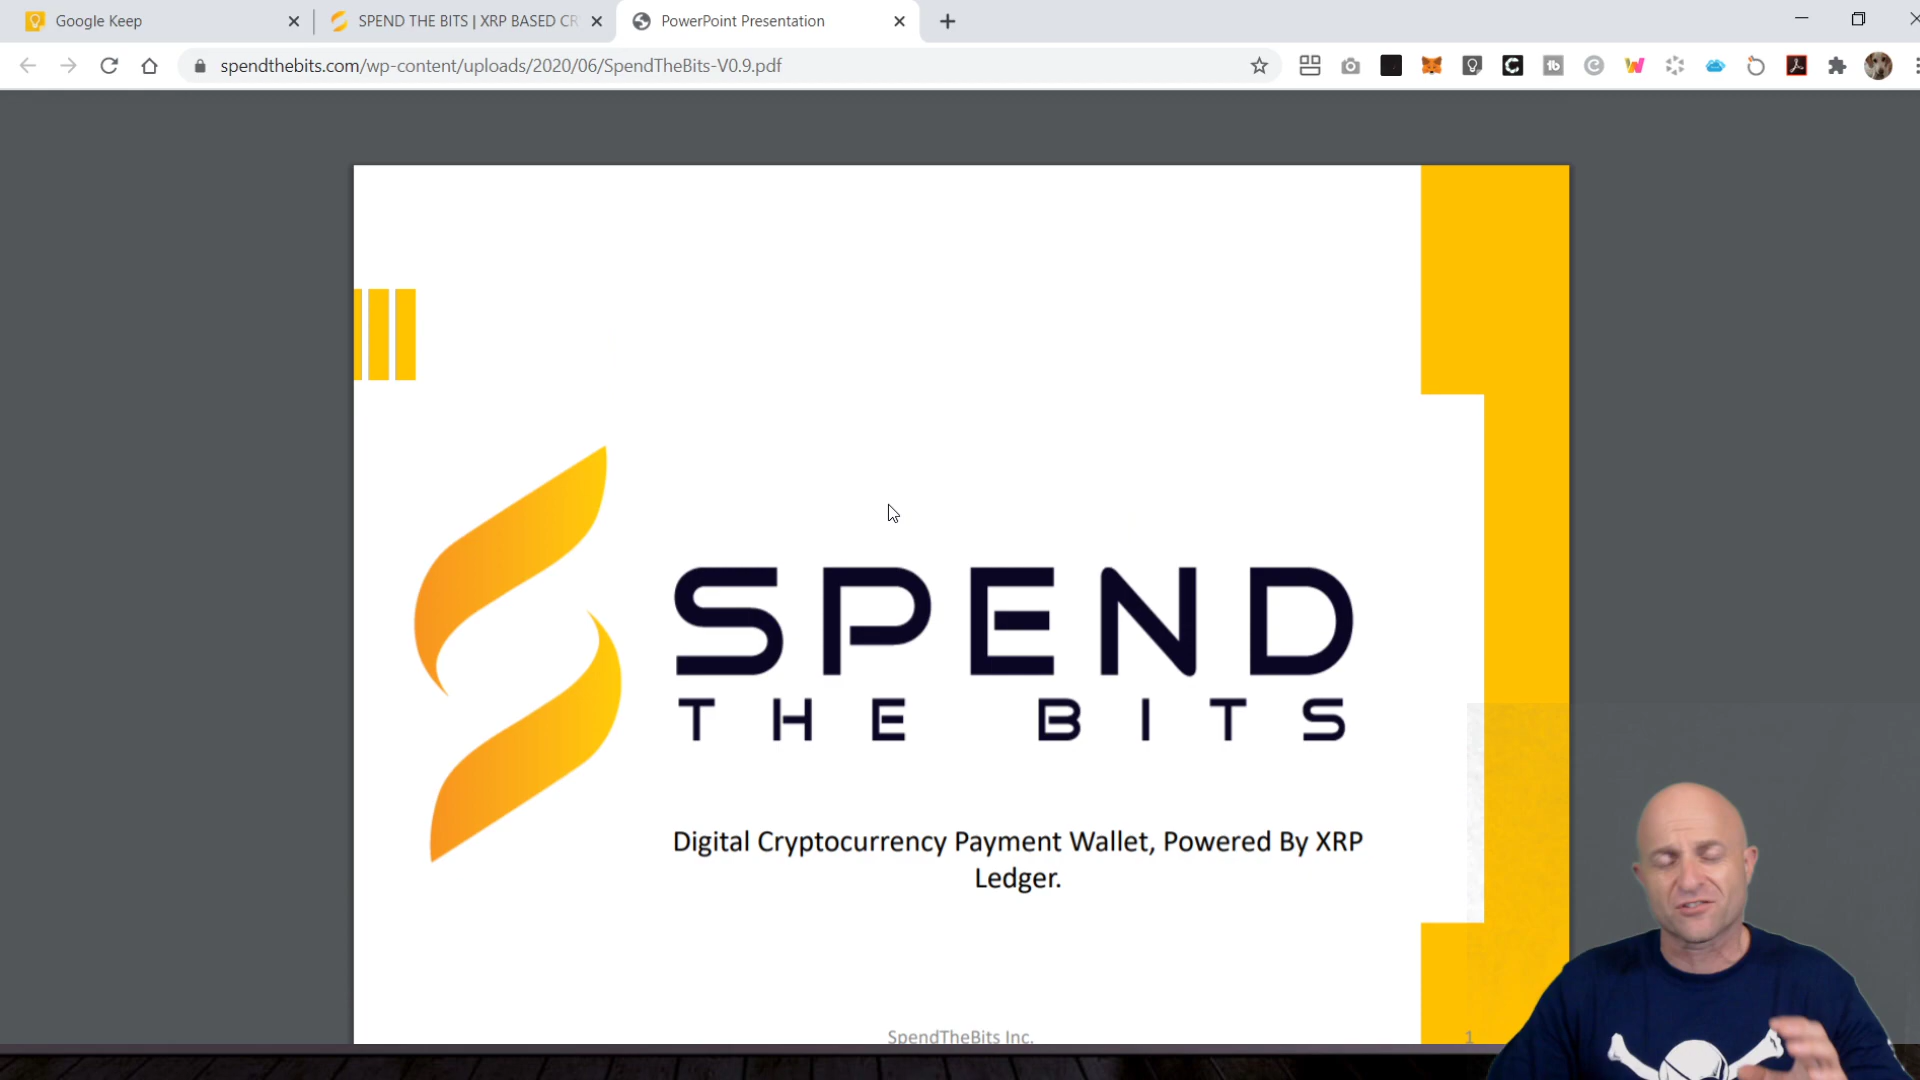 Google Keep
SPEND THE BITS | XRP BASED CR
PowerPoint Presentation
spendthebits.com/wp-content/uploads/2020/06/SpendTheBits-V0.9.pdf
SPEND
THE BITS
Digital Cryptocurrency Payment Wallet, Powered By XRP
Ledger.
SpendTheBits Inc.
1